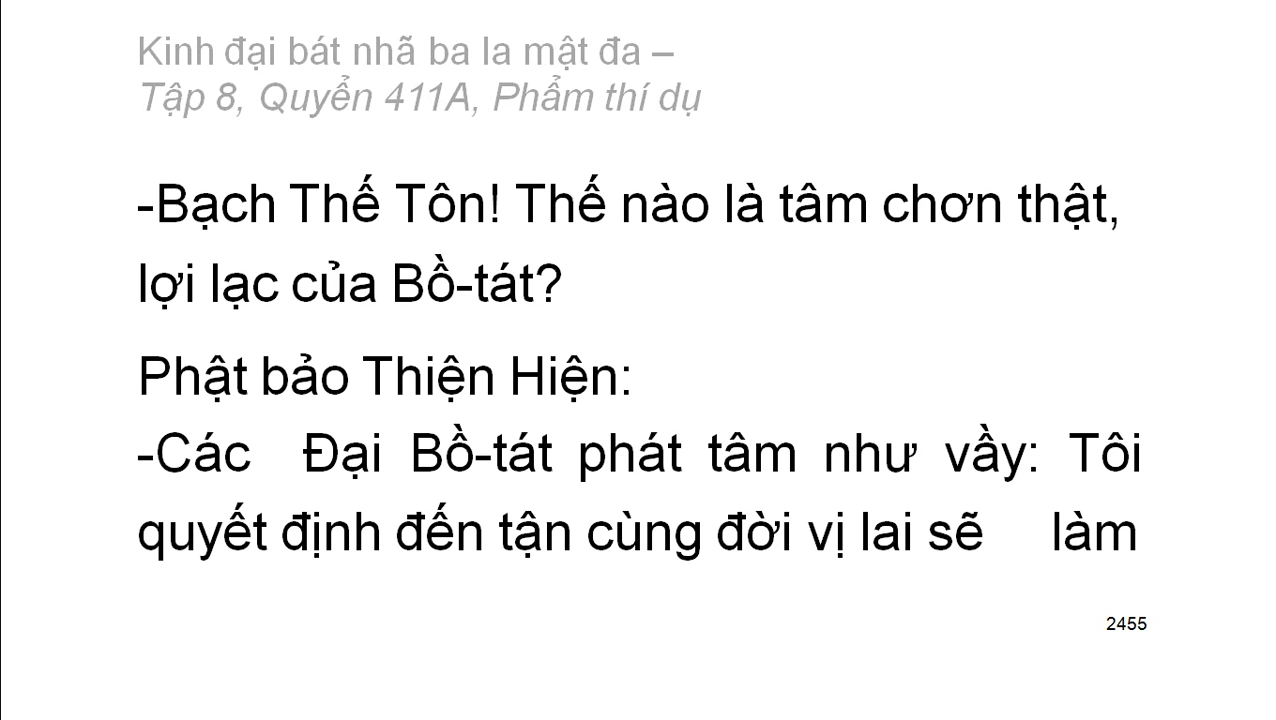 Kinh đại bát nhã ba la mật đa –
Tập 8, Quyển 411A, Phẩm thí dụ
-Bạch Thế Tôn! Thế nào là tâm chơn thật,
lợi lạc của Bồ-tát?
Phật bảo Thiện Hiện:
-Các Đại Bồ-tát phát tâm như vầy: Tôi
quyết định đến tận cùng đời vị lai sẽ làm
2455